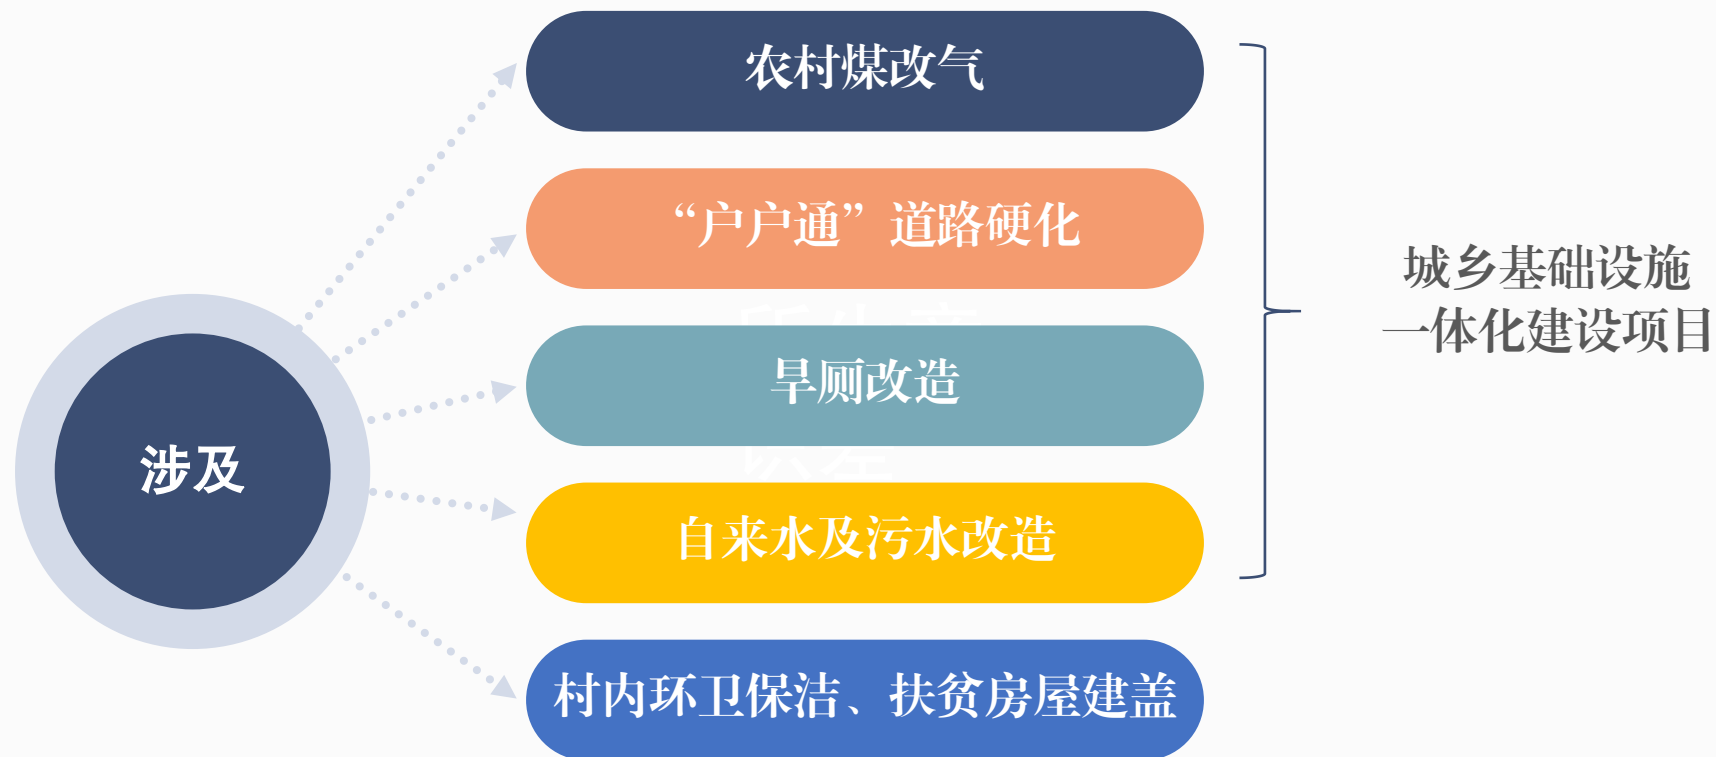 农村煤改气
“户户通”道路硬化
城乡基础设施
一体化建设项目
旱厕改造
涉及
自来水及污水改造
村内环卫保洁、扶贫房屋建盖